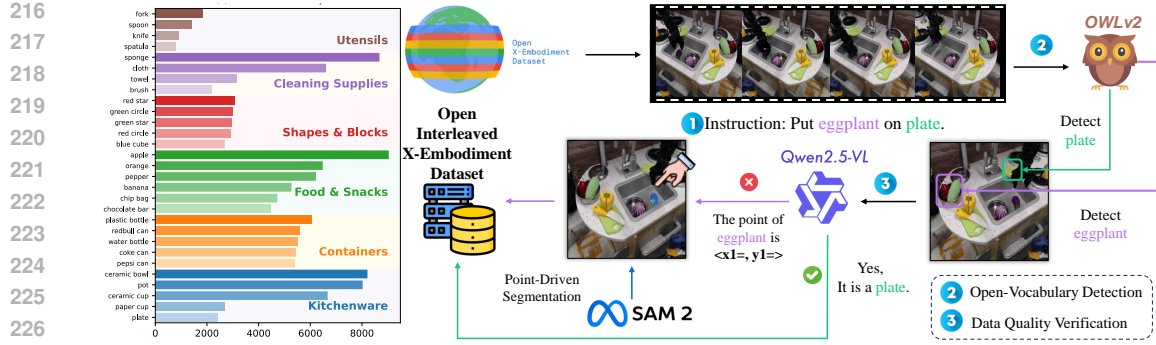 216
217
218
219
220
221
222
223
224
225
226
fork
spoon
knife
spatula
Utensils
sponge
cloth
towel
brush
Cleaning Supplies
red star
green circle
green star
red circle
blue cube
Shapes & Blocks
apple
orange
pepper
banana
chip bag
chocolate bar
Food & Snacks
plastic bottle
redbull can
water bottle
coke can
pepsi can
Containers
ceramic bowl
pot
ceramic cup
paper cup
plate
Kitchenware
0 2000 4000 6000 8000
Open
X-Embodiment
Dataset
2
OWLv2
1 Instruction: Put eggplant on plate.
Detect
plate
Detect
eggplant
Open
Interleaved
X-Embodiment
Dataset
Qwen2.5-VL
3
The point of
eggplant is
<x1=, y1=>
Yes,
It is a plate.
Point-Driven
Segmentation
SAM 2
2 Open-Vocabulary Detection
3 Data Quality Verification